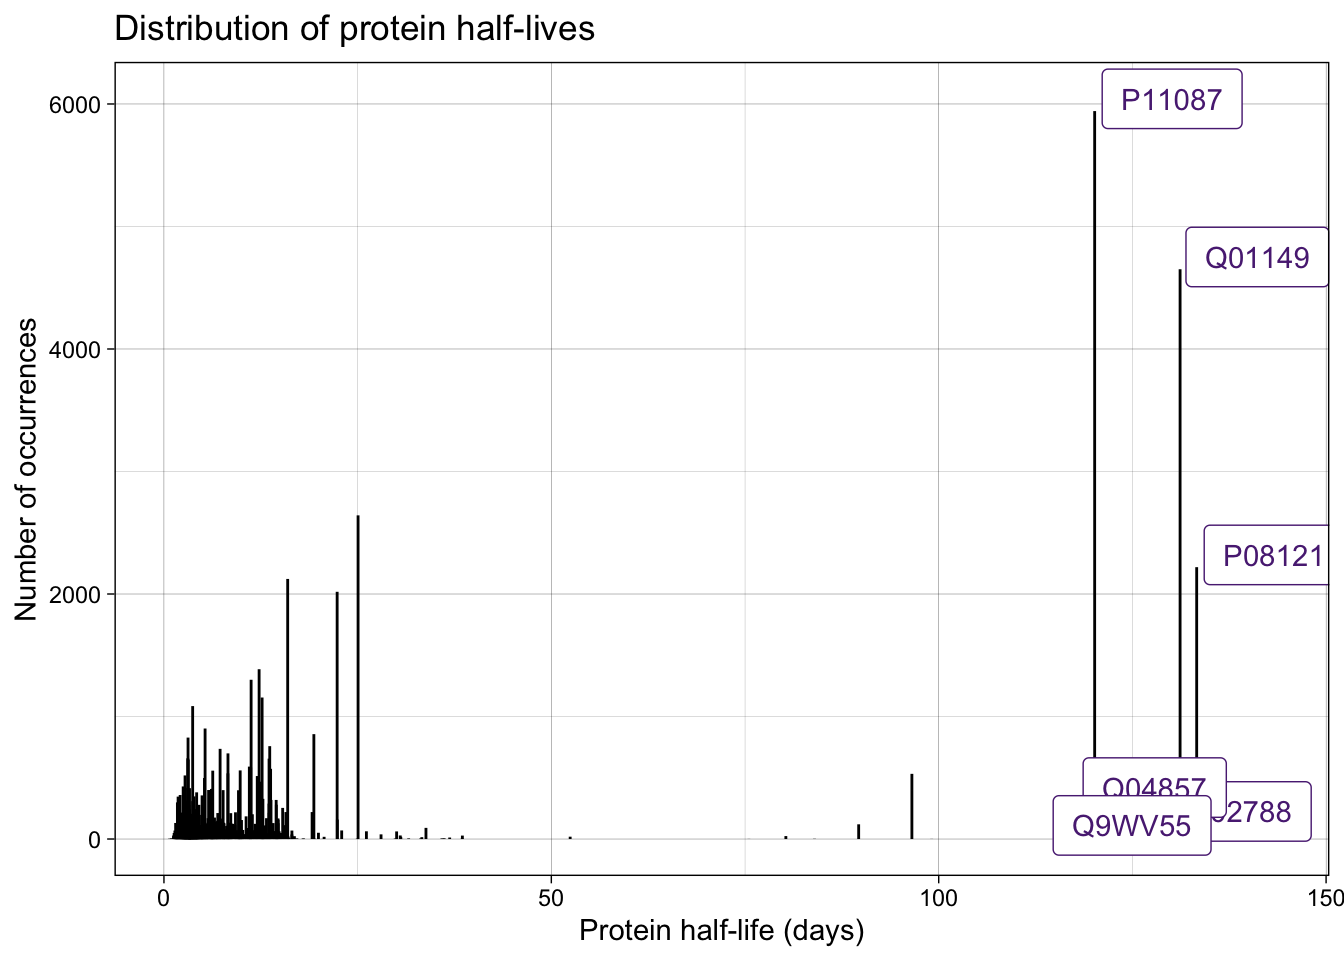 Distribution of protein half-lives
Number of occurrences
6000
4000
2000
0
P11087
Q01149
P08121
Q04857
Q9WV55
0
50
100
150
Protein half-life (days)